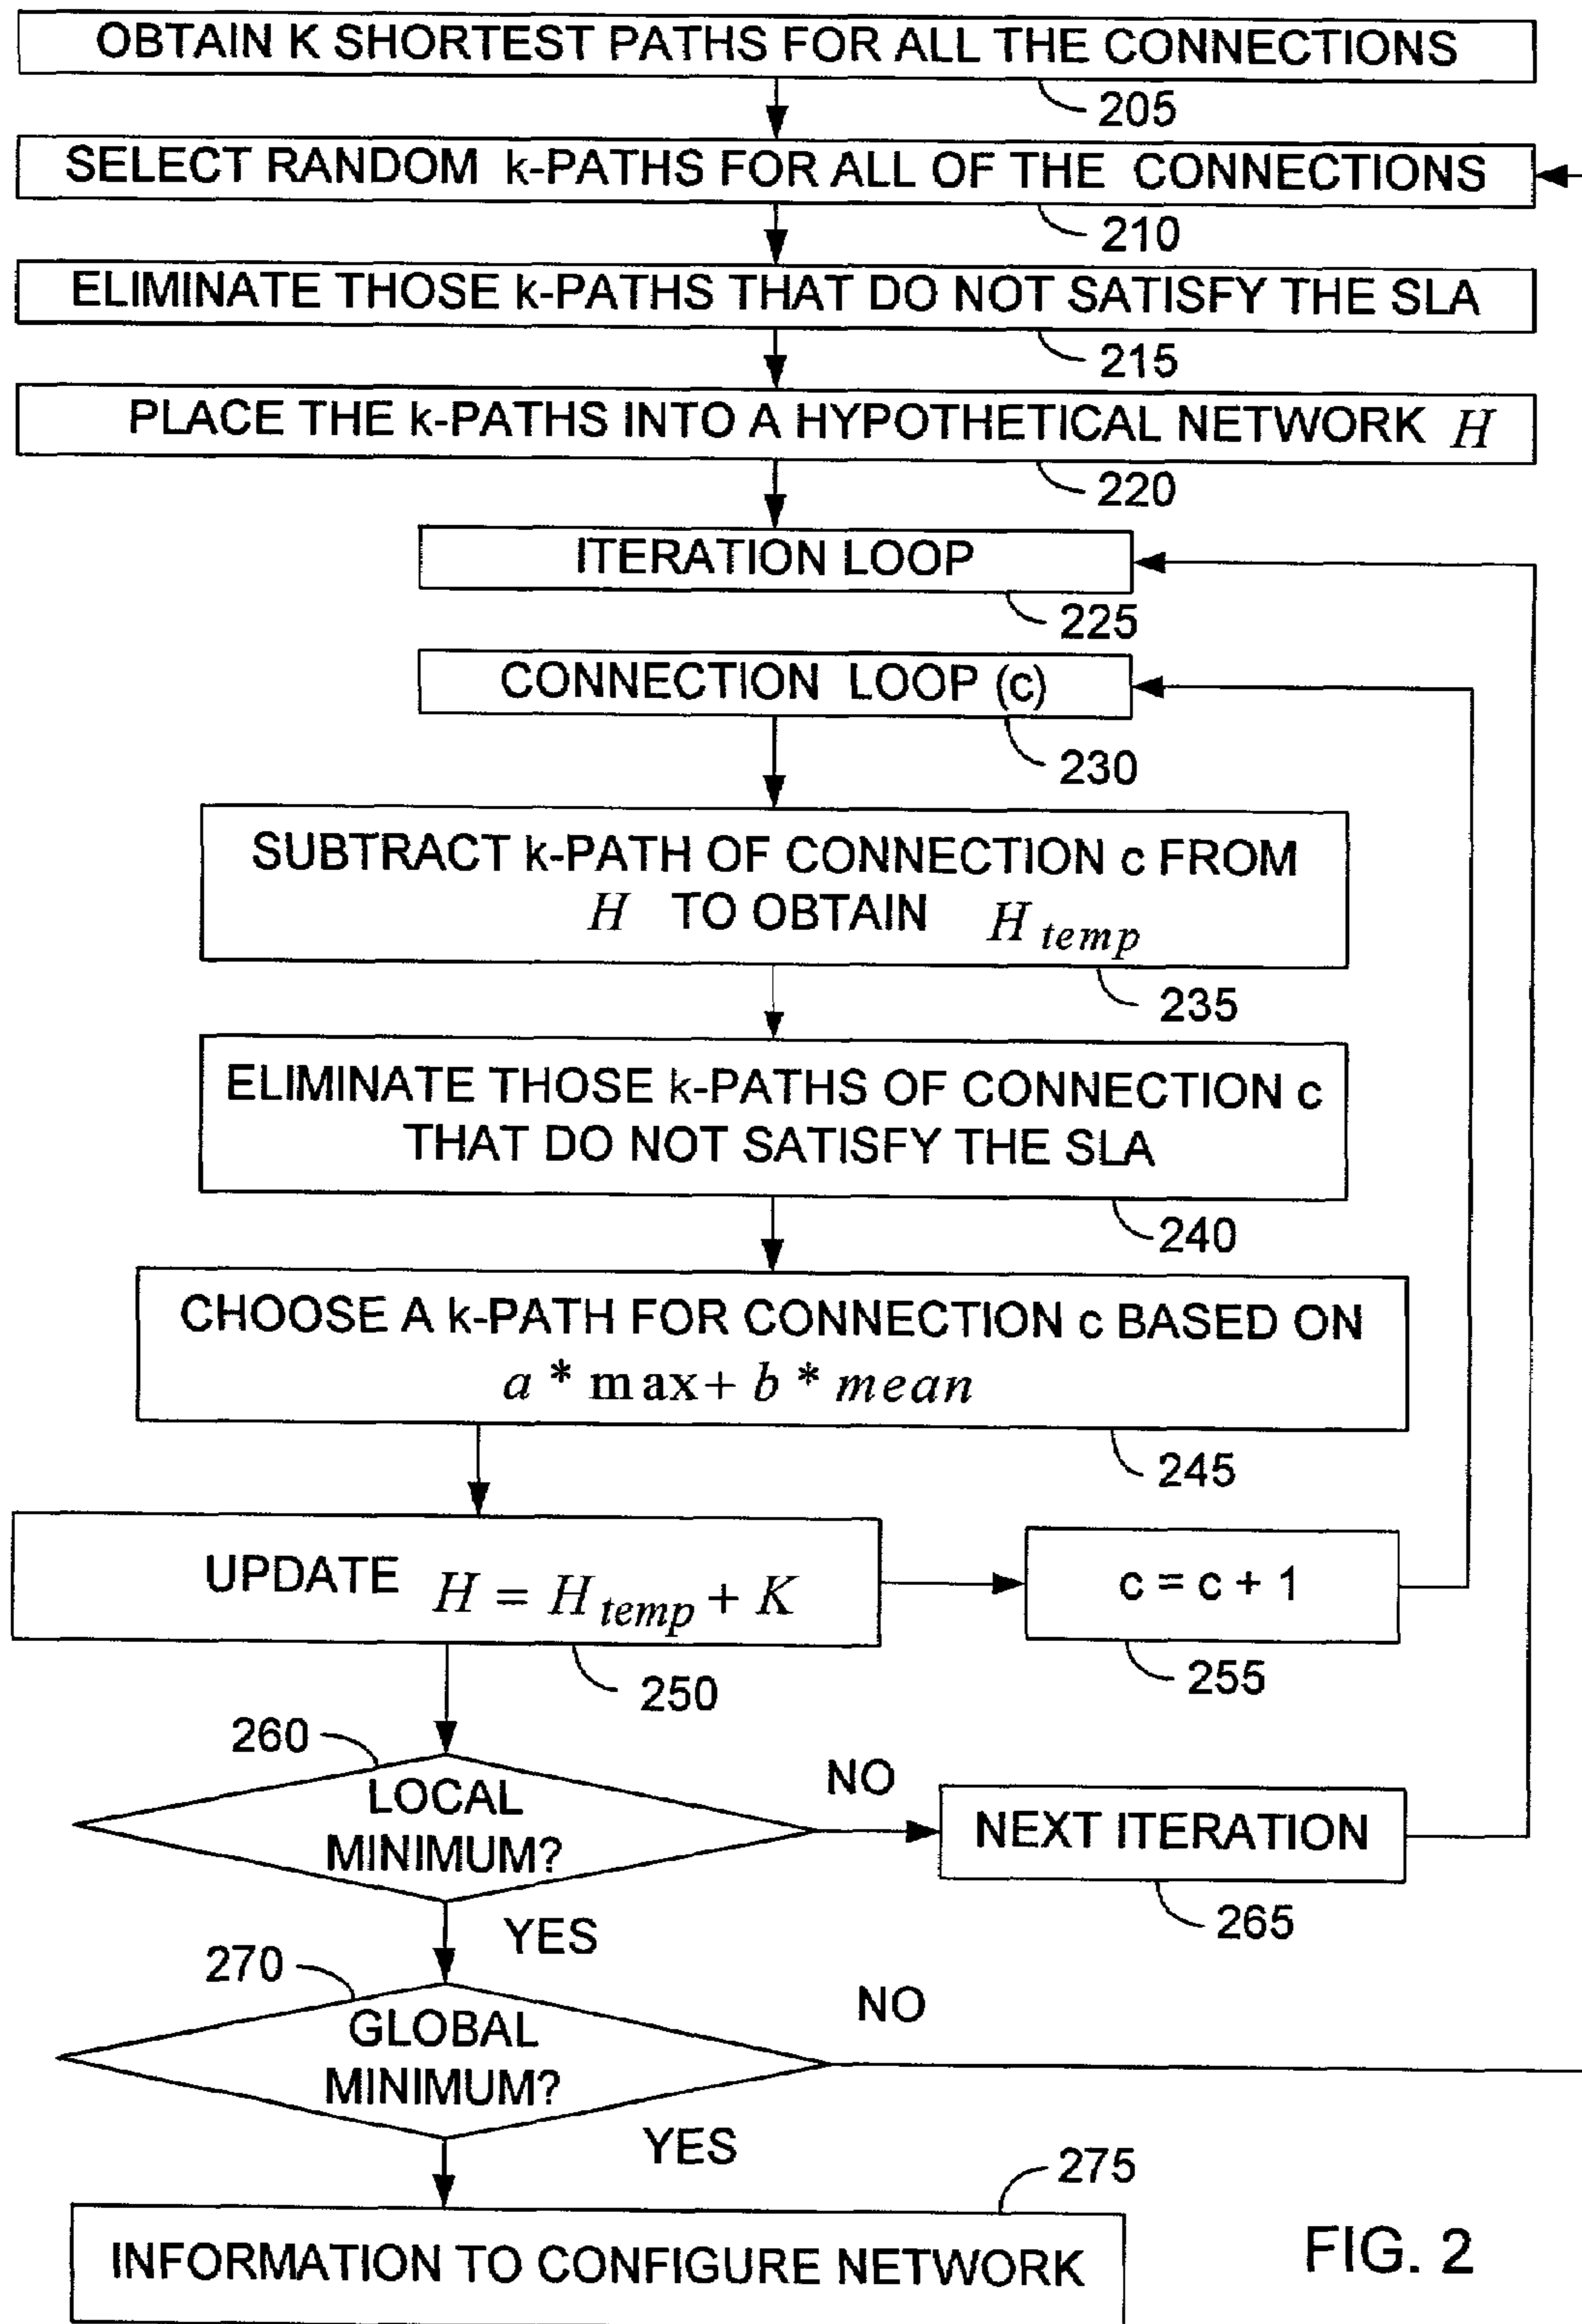 OBTAIN K SHORTEST PATHS FOR ALL THE CONNECTIONS
205
SELECT RANDOM k-PATHS FOR ALL OF THE CONNECTIONS
210
ELIMINATE THOSE k-PATHS THAT DO NOT SATISFY THE SLA
215
PLACE THE k-PATHS INTO A HYPOTHETICAL NETWORK H
220
ITERATION LOOP
225
CONNECTION LOOP (c)
230
SUBTRACT k-PATH OF CONNECTION c FROM
H TO OBTAIN H temp
235
ELIMINATE THOSE k-PATHS OF CONNECTION c
THAT DO NOT SATISFY THE SLA
240
CHOOSE A k-PATH FOR CONNECTION c BASED ON
a * max + b * mean
245
UPDATE H = H temp + K
250
c = c + 1
255
260
LOCAL
MINIMUM?
NO
NEXT ITERATION
265
YES
270
GLOBAL
MINIMUM?
NO
YES
275
INFORMATION TO CONFIGURE NETWORK
FIG. 2